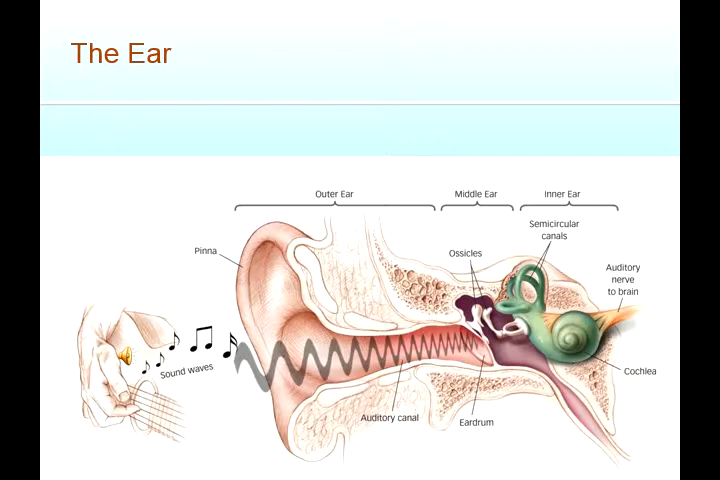 The Ear
Outer Ear
Middle Ear
Inner Ear
Semicircular
canals
Ossicles
Pinna
Auditory
nerve
to brain
Sound waves
Cochlea
Auditory canal
Eardrum